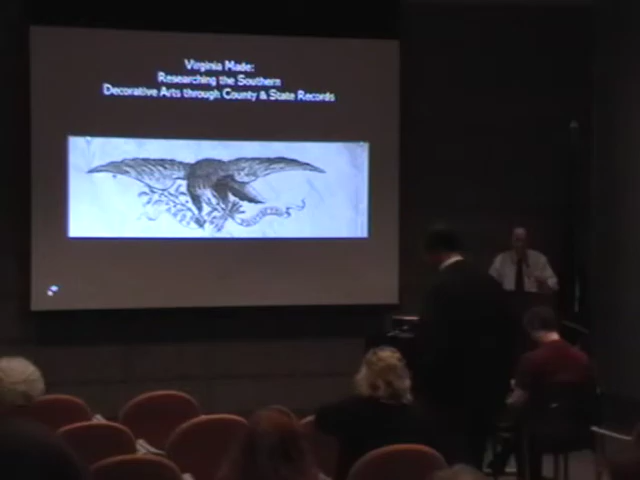 Virginia Made:
Researching the Southern
Decorative Arts through County & State Records